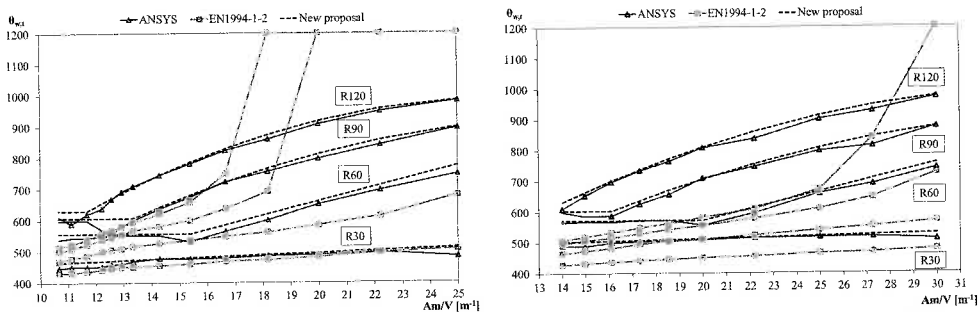 θw,t
ANSYS
EN1994-1-2
New proposal
1200
1100
1000
900
800
700
600
500
400
R120
R90
R60
R30
10 11 12 13 14 15 16 17 18 19 20 21 22 23 24 25
Am/V [m-1]
θw,t
ANSYS
EN1994-1-2
New proposal
1200
1100
1000
900
800
700
600
500
400
R120
R90
R60
R30
13 14 15 16 17 18 19 20 21 22 23 24 25 26 27 28 29 30 31
Am/V [m-1]